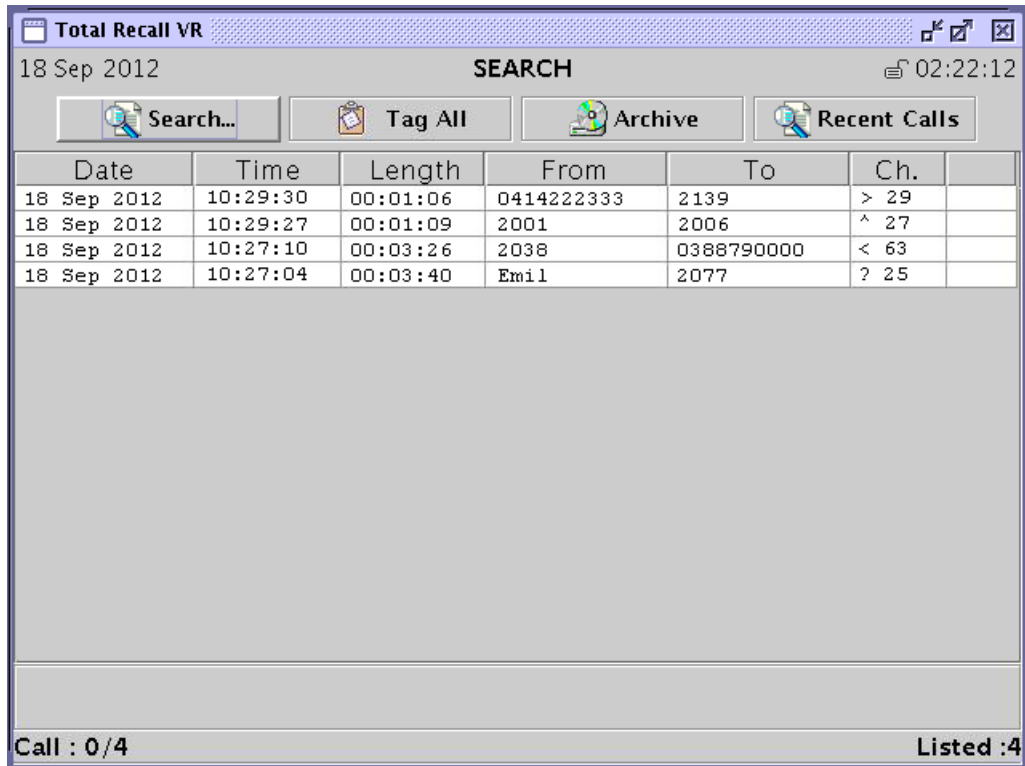 Total Recall VR
18 Sep 2012 SEARCH 02:22:12
Search... Tag All Archive Recent Calls
Date Time Length From To Ch.
18 Sep 2012 10:29:30 00:01:06 0414222333 2139 > 29
18 Sep 2012 10:29:27 00:01:09 2001 2006 ^ 27
18 Sep 2012 10:27:10 00:03:26 2038 0388790000 < 63
18 Sep 2012 10:27:04 00:03:40 Emil 2077 ? 25
Call : 0/4 Listed :4